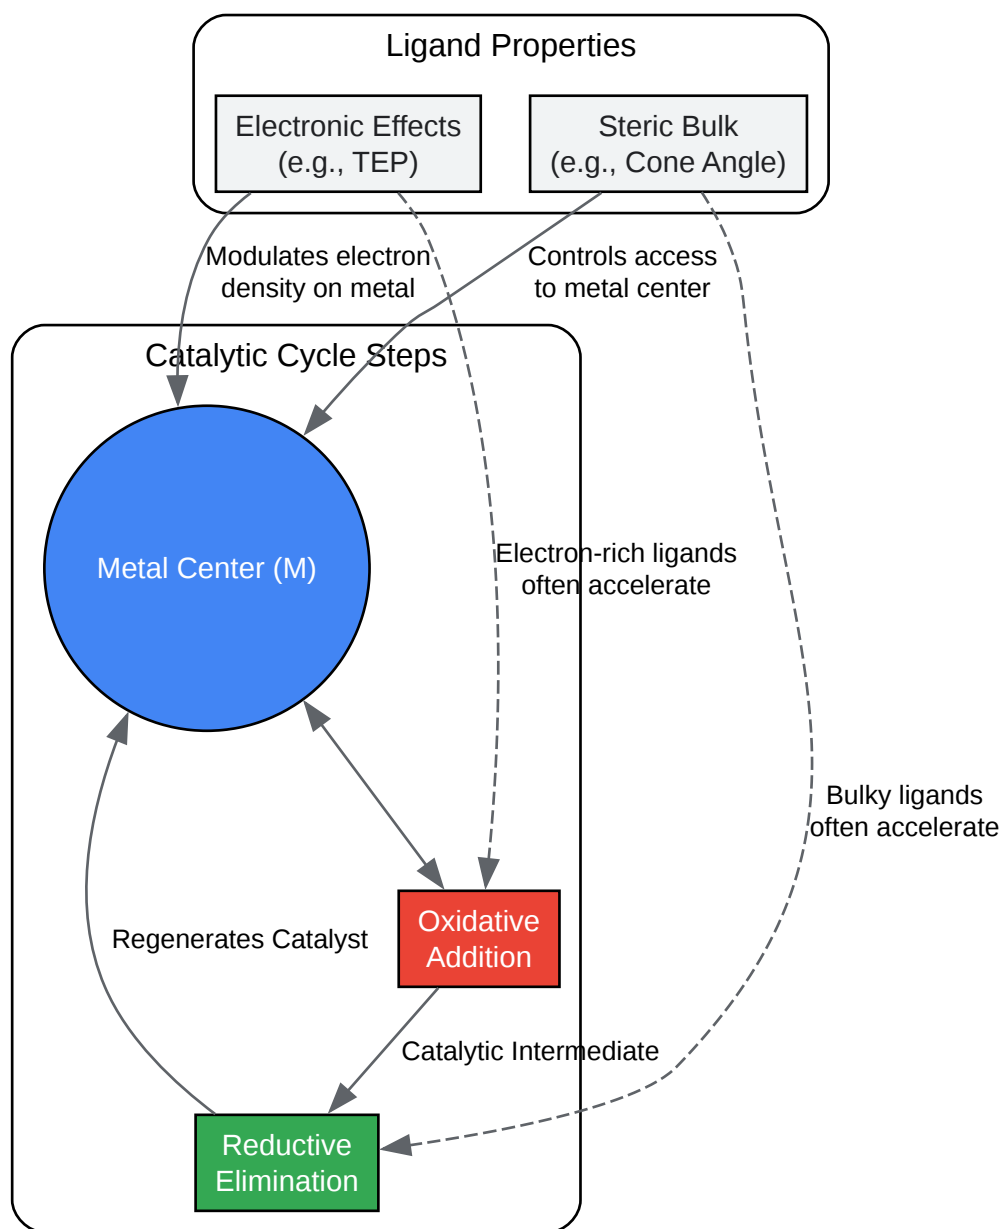 Ligand Properties
Electronic Effects
(e.g., TEP)
Steric Bulk
(e.g., Cone Angle)
Modulates electron
density on metal
Controls access
to metal center
Catalytic Cycle Steps
Metal Center (M)
Electron-rich ligands
often accelerate
Bulky ligands
often accelerate
Oxidative
Addition
Regenerates Catalyst
Catalytic Intermediate
Reductive
Elimination